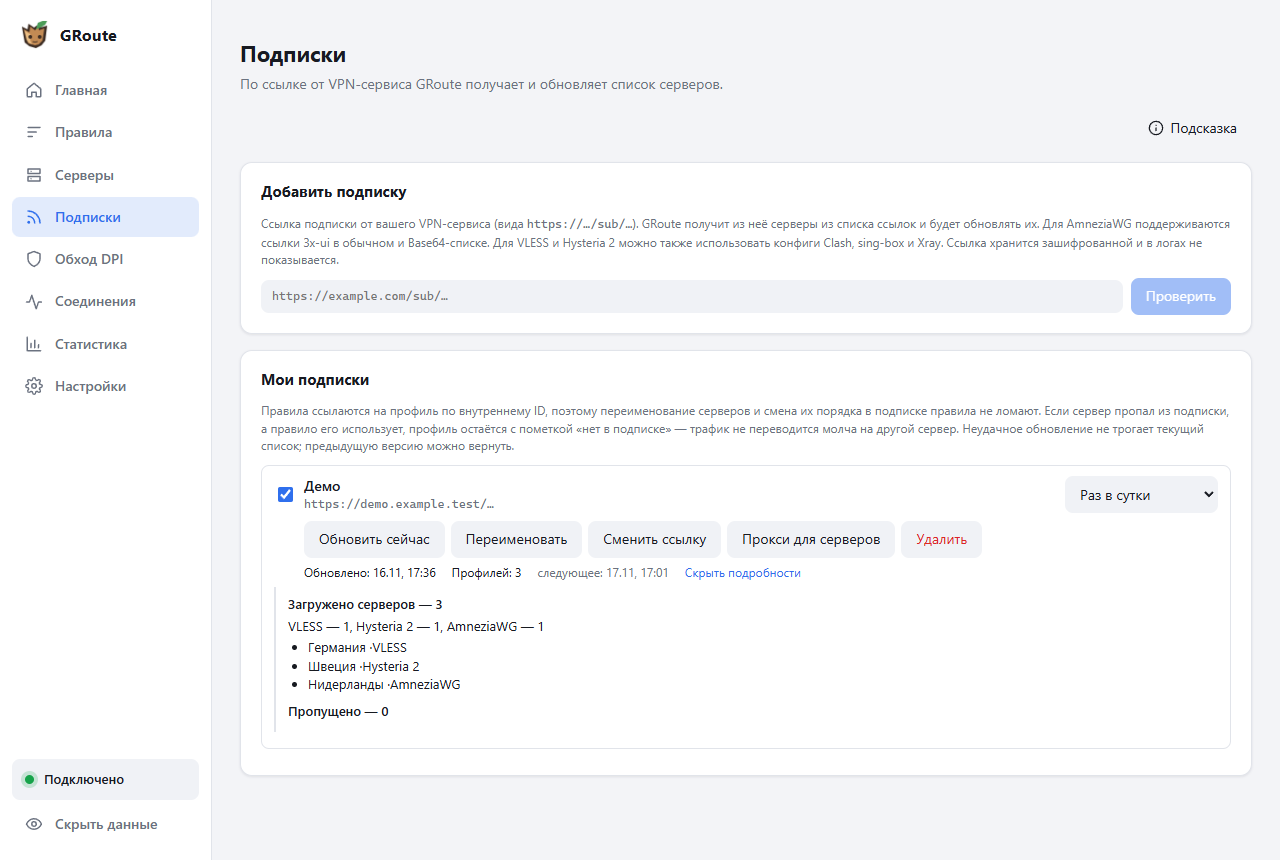 GRoute
Главная
Правила
Серверы
Подписки
Обход DPI
Соединения
Статистика
Настройки
Подключено
Скрыть данные
Подписки
По ссылке от VPN-сервиса GRoute получает и обновляет список серверов.
Подсказка
Добавить подписку
Ссылка подписки от вашего VPN-сервиса (вида https://…/sub/…). GRoute получит из неё серверы из списка ссылок и будет обновлять их. Для AmneziaWG поддерживаются
ссылки 3x-ui в обычном и Base64-списке. Для VLESS и Hysteria 2 можно также использовать конфиги Clash, sing-box и Xray. Ссылка хранится зашифрованной и в логах не
показывается.
https://example.com/sub/…
Проверить
Мои подписки
Правила ссылаются на профиль по внутреннему ID, поэтому переименование серверов и смена их порядка в подписке правила не ломают. Если сервер пропал из подписки,
а правило его использует, профиль остаётся с пометкой «нет в подписке» — трафик не переводится молча на другой сервер. Неудачное обновление не трогает текущий
список; предыдущую версию можно вернуть.
Демо
https://demo.example.test/…
Раз в сутки
Обновить сейчас
Переименовать
Сменить ссылку
Прокси для серверов
Удалить
Обновлено: 16.11, 17:36 Профилей: 3 следующее: 17.11, 17:01 Скрыть подробности
Загружено серверов — 3
VLESS — 1, Hysteria 2 — 1, AmneziaWG — 1
• Германия ·VLESS
• Швеция ·Hysteria 2
• Нидерланды ·AmneziaWG
Пропущено — 0